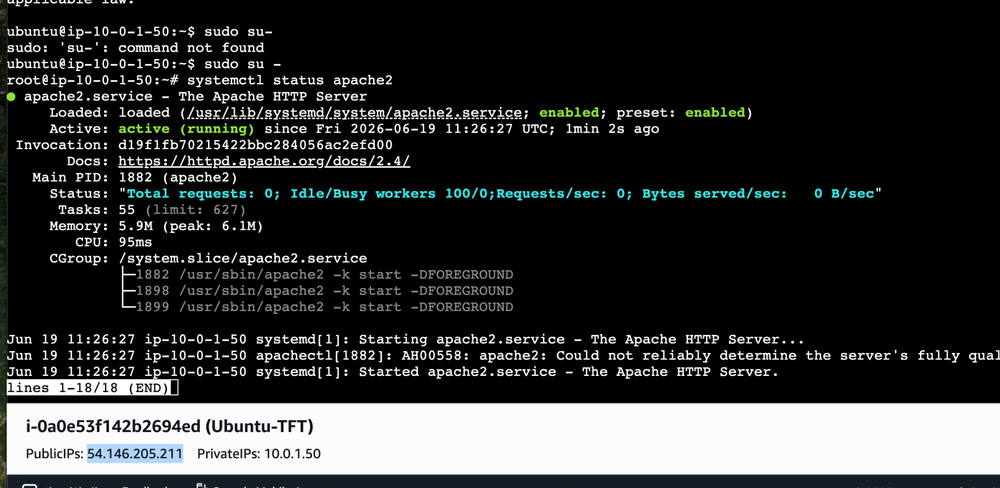 applicable law.
ubuntu@ip-10-0-1-50:~$ sudo su-
sudo: 'su-': command not found
ubuntu@ip-10-0-1-50:~$ sudo su -
root@ip-10-0-1-50:~# systemctl status apache2
● apache2.service - The Apache HTTP Server
Loaded: loaded (/usr/lib/systemd/system/apache2.service; enabled; preset: enabled)
Active: active (running) since Fri 2026-06-19 11:26:27 UTC; 1min 2s ago
Invocation: d19f1fb70215422bbc284056ac2efd00
Docs: https://httpd.apache.org/docs/2.4/
Main PID: 1882 (apache2)
Status: "Total requests: 0; Idle/Busy workers 100/0;Requests/sec: 0; Bytes served/sec:   0 B/sec"
Tasks: 55 (limit: 627)
Memory: 5.9M (peak: 6.1M)
CPU: 95ms
CGroup: /system.slice/apache2.service
├─1882 /usr/sbin/apache2 -k start -DFOREGROUND
├─1898 /usr/sbin/apache2 -k start -DFOREGROUND
└─1899 /usr/sbin/apache2 -k start -DFOREGROUND
Jun 19 11:26:27 ip-10-0-1-50 systemd[1]: Starting apache2.service - The Apache HTTP Server...
Jun 19 11:26:27 ip-10-0-1-50 apachectl[1882]: AH00558: apache2: Could not reliably determine the server's fully qual
Jun 19 11:26:27 ip-10-0-1-50 systemd[1]: Started apache2.service - The Apache HTTP Server.
lines 1-18/18 (END)
i-0a0e53f142b2694ed (Ubuntu-TFT)
PublicIPs: 54.146.205.211 PrivateIPs: 10.0.1.50